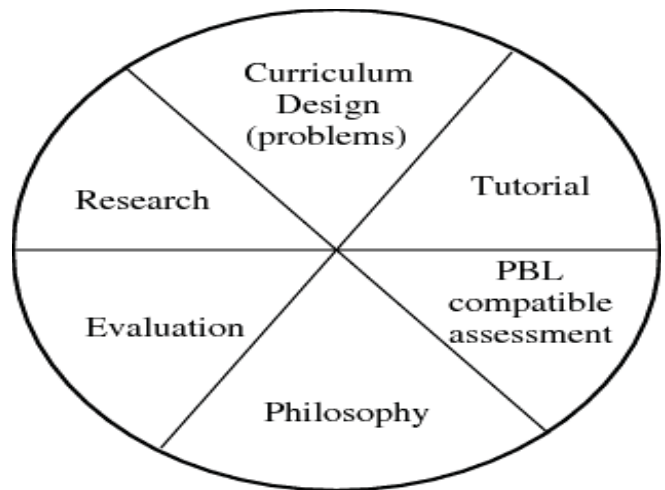 Curriculum
Design
(problems)
Tutorial
Research
PBL
compatible
assessment
Evaluation
Philosophy